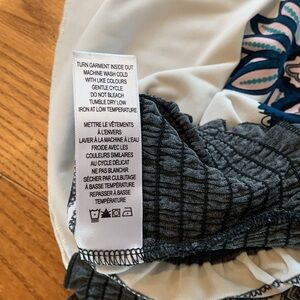 TURN GARMENT INSIDE OUT
MACHINE WASH COLD
WITH LIKE COLOURS
GENTLE CYCLE
DO NOT BLEACH
TUMBLE DRY LOW
IRON AT LOW TEMPERATURE
METTRE LE VÊTEMENTS
À L'ENVERS
LAVER À LA MACHINE À L'EAU
FROIDE AVEC LES
COULEURS SIMILAIRES
AU CYCLE DÉLICAT
NE PAS BLANCHIR
SÉCHER PAR CULBUTAGE
À BASSE TEMPÉRATURE
REPASSER À BASSE
TEMPÉRATURE